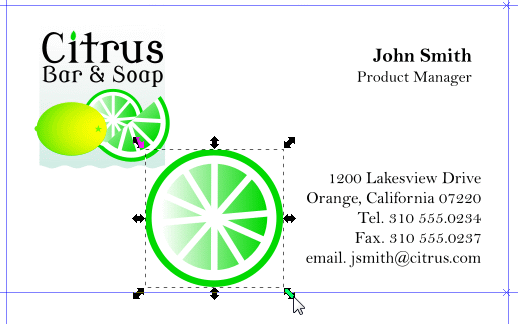 Citrus
Bar & Soap
John Smith
Product Manager
1200 Lakesview Drive
Orange, California 07220
Tel. 310 555.0234
Fax. 310 555.0237
email. jsmith@citrus.com